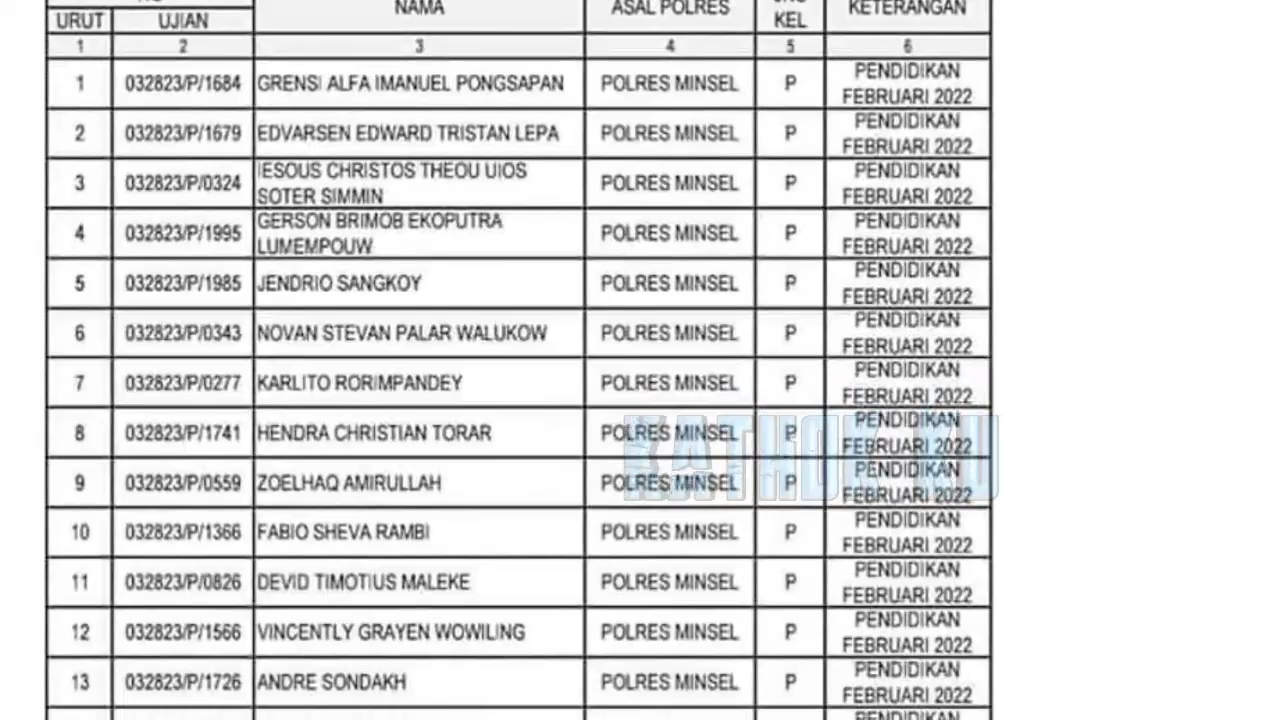 NAMA ASAL POLRES KETERANGAN
URUT UJIAN KEL
1 2 3 4 5 6
1 032823/P/1684 GRENSI ALFA IMANUEL PONGSAPAN POLRES MINSEL P PENDIDIKAN
FEBRUARI 2022
2 032823/P/1679 EDVARSEN EDWARD TRISTAN LEPA POLRES MINSEL P PENDIDIKAN
FEBRUARI 2022
3 032823/P/0324 IESOUS CHRISTOS THEOU UIOS POLRES MINSEL P PENDIDIKAN
SOTER SIMMIN FEBRUARI 2022
4 032823/P/1995 GERSON BRIMOB EKOPUTRA POLRES MINSEL P PENDIDIKAN
LUMEMPOUW FEBRUARI 2022
5 032823/P/1985 JENDRIO SANGKOY POLRES MINSEL P PENDIDIKAN
FEBRUARI 2022
6 032823/P/0343 NOVAN STEVAN PALAR WALUKOW POLRES MINSEL P PENDIDIKAN
FEBRUARI 2022
7 032823/P/0277 KARLITO RORIMPANDEY POLRES MINSEL P PENDIDIKAN
FEBRUARI 2022
8 032823/P/1741 HENDRA CHRISTIAN TORAR POLRES MINSEL P PENDIDIKAN
FEBRUARI 2022
KATHOK KU
9 032823/P/0559 ZOELHAQ AMIRULLAH POLRES MINSEL P PENDIDIKAN
FEBRUARI 2022
10 032823/P/1366 FABIO SHEVA RAMBI POLRES MINSEL P PENDIDIKAN
FEBRUARI 2022
11 032823/P/0826 DEVID TIMOTIUS MALEKE POLRES MINSEL P PENDIDIKAN
FEBRUARI 2022
12 032823/P/1566 VINCENTLY GRAYEN WOWILING POLRES MINSEL P PENDIDIKAN
FEBRUARI 2022
13 032823/P/1726 ANDRE SONDAKH POLRES MINSEL P PENDIDIKAN
FEBRUARI 2022
PENDIDIKAN